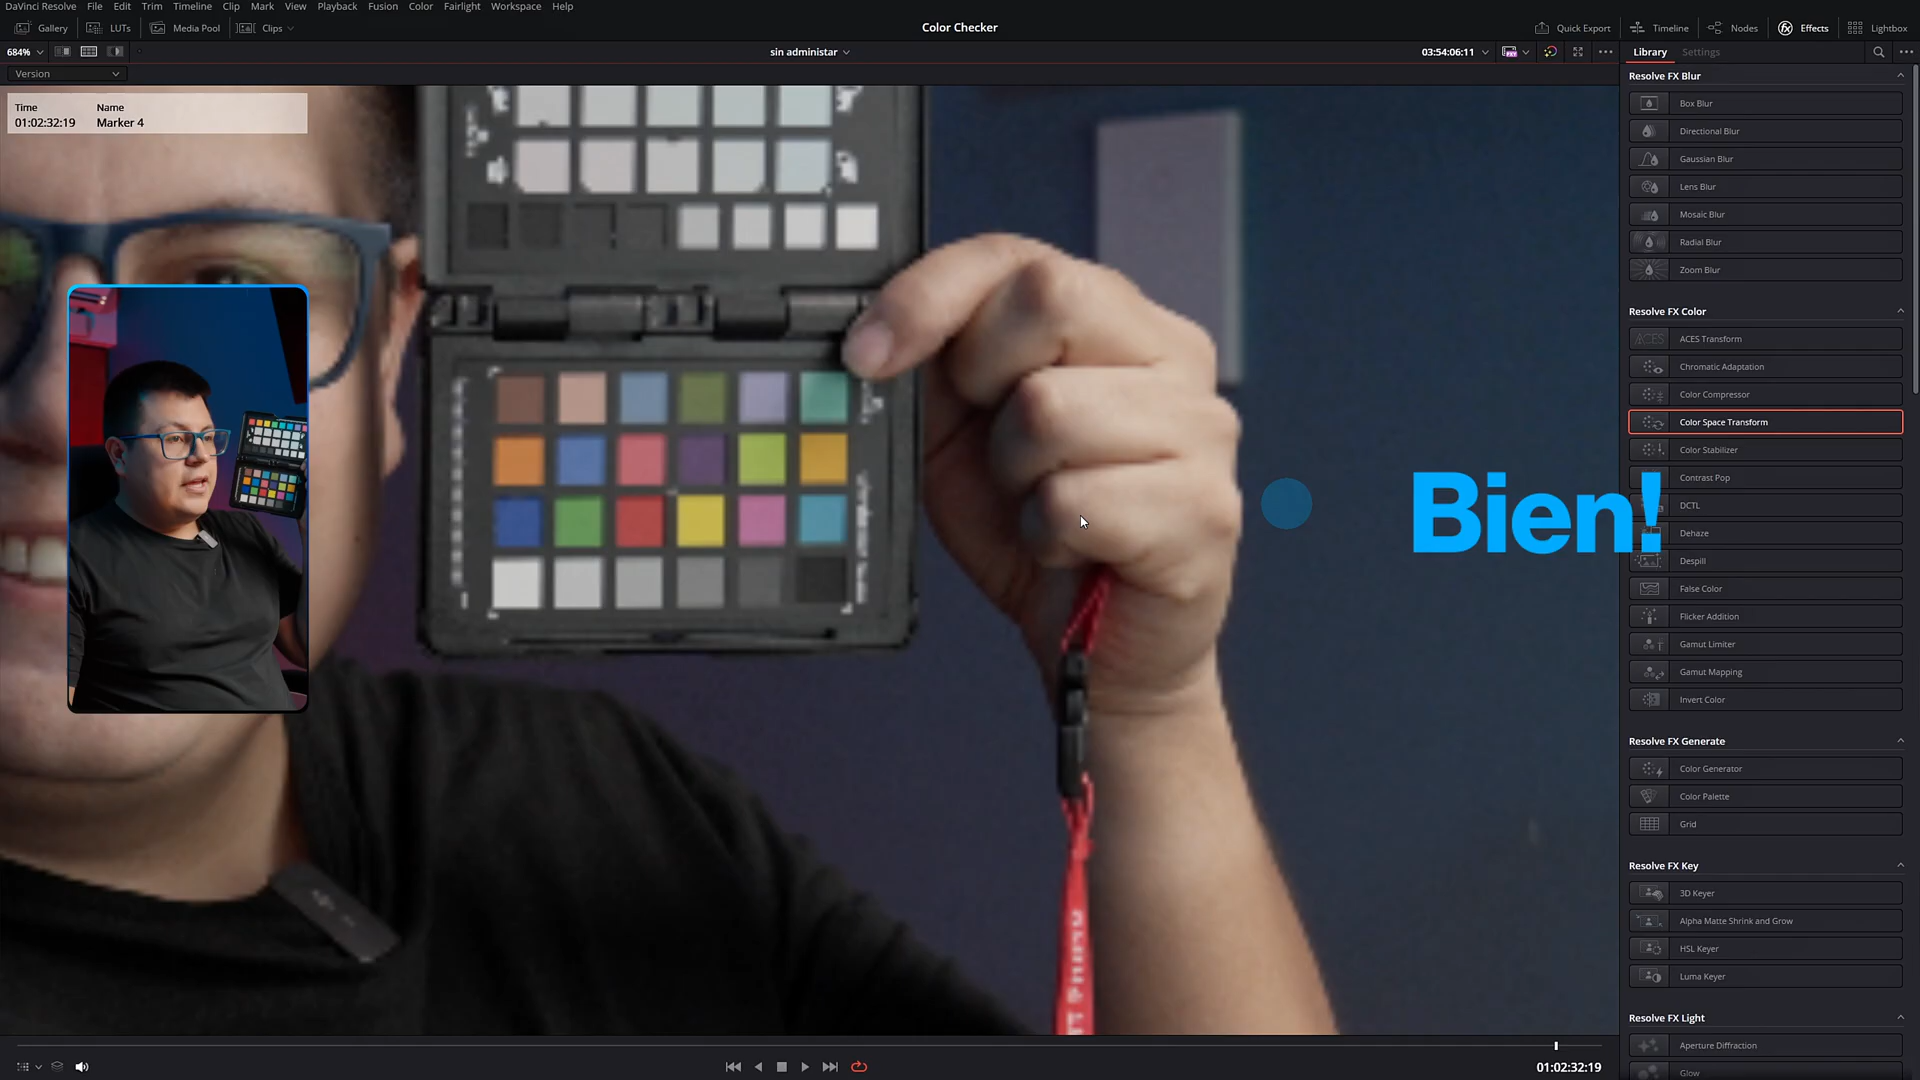 DaVinci Resolve File Edit Trim Timeline Clip Mark View Playback Fusion Color Fairlight Workspace Help
Gallery LUTs Media Pool Clips Color Checker Quick Export Timeline Nodes Effects Lightbox
684% sin administar 03:54:06:11 Library Settings
Version
Time Name
01:02:32:19 Marker 4
Resolve FX Blur
Box Blur
Directional Blur
Gaussian Blur
Lens Blur
Mosaic Blur
Radial Blur
Zoom Blur
Resolve FX Color
ACES Transform
Chromatic Adaptation
Color Compressor
Color Space Transform
Color Stabilizer
Contrast Pop
DCTL
Bien!
Dehaze
Despill
False Color
Flicker Addition
Gamut Limiter
Gamut Mapping
Invert Color
Resolve FX Generate
Color Generator
Color Palette
Grid
Resolve FX Key
3D Keyer
Alpha Matte Shrink and Grow
HSL Keyer
Luma Keyer
Resolve FX Light
Aperture Diffraction
Glow
01:02:32:19